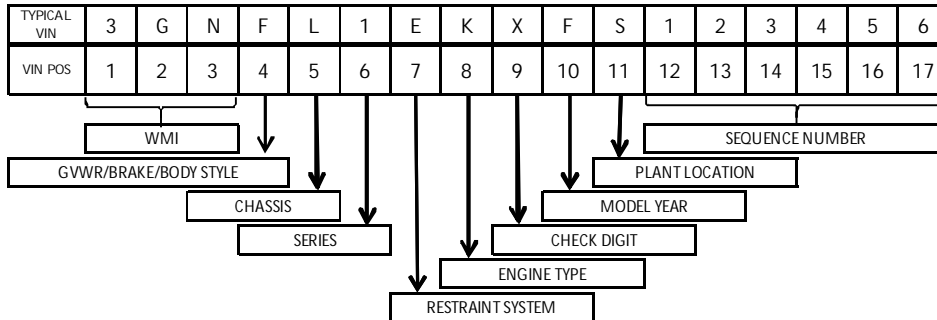 TYPICAL VIN 3 G N F L 1 E K X F S 1 2 3 4 5 6
VIN POS 1 2 3 4 5 6 7 8 9 10 11 12 13 14 15 16 17
WMI SEQUENCE NUMBER
GVWR/BRAKE/BODY STYLE PLANT LOCATION
CHASSIS MODEL YEAR
SERIES CHECK DIGIT
ENGINE TYPE
RESTRAINT SYSTEM